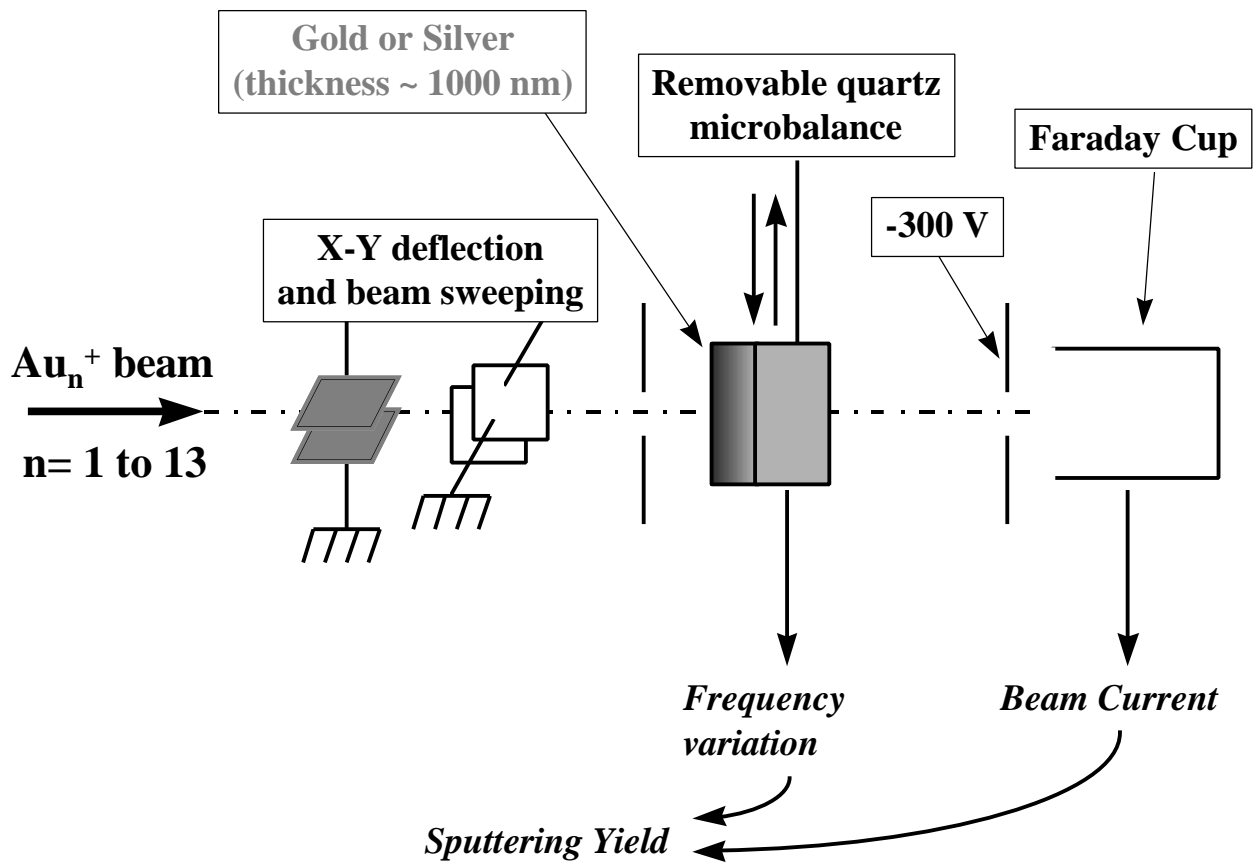 Gold or Silver
(thickness ~ 1000 nm)
Removable quartz
microbalance
Faraday Cup
-300 V
X-Y deflection
and beam sweeping
Auₙ⁺ beam
n= 1 to 13
Frequency
variation
Beam Current
Sputtering Yield